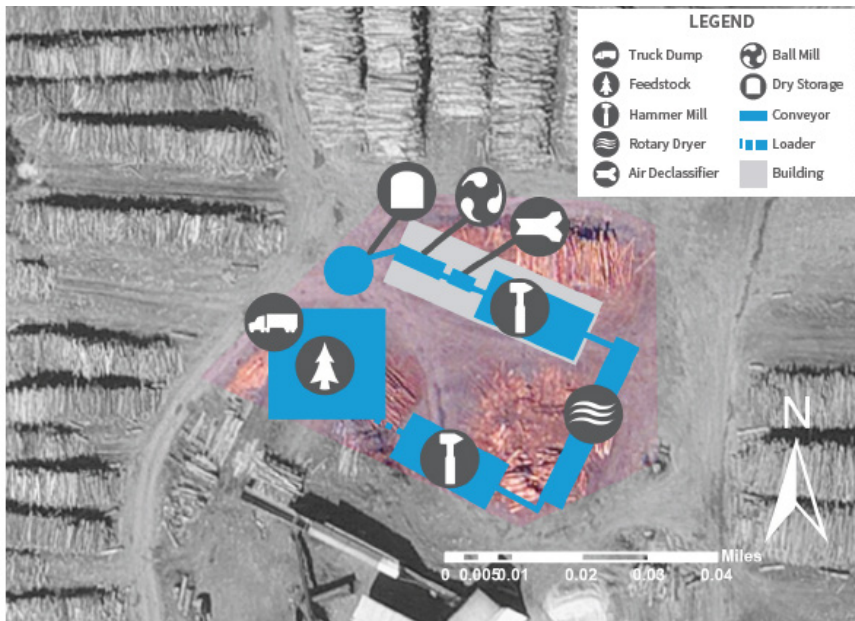 LEGEND
Truck Dump
Feedstock
Hammer Mill
Rotary Dryer
Air Declassifier
Ball Mill
Dry Storage
Conveyor
Loader
Building
N
Miles
0 0.005 0.01 0.02 0.03 0.04